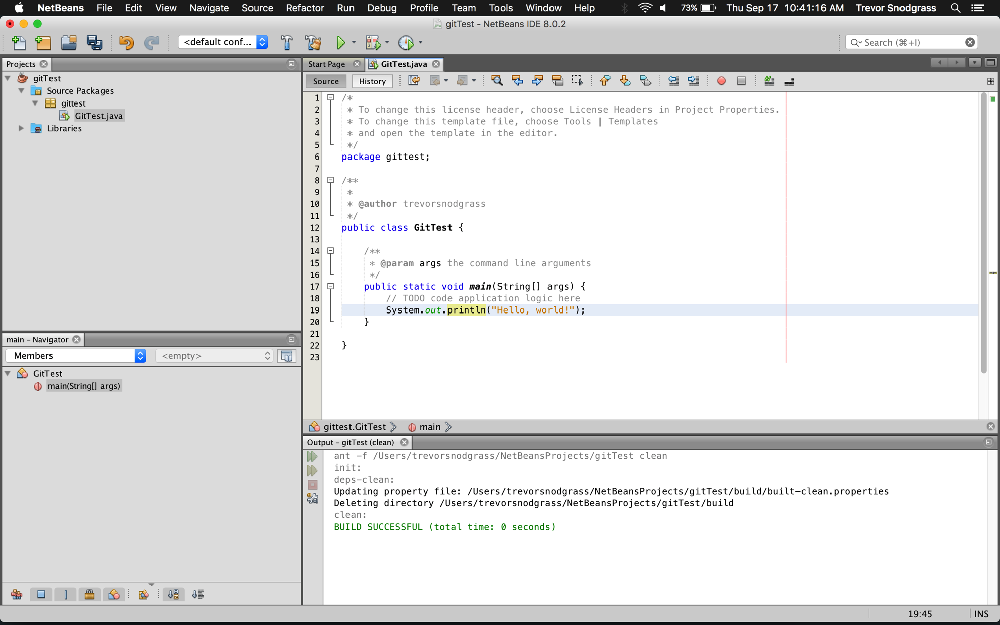 NetBeans File Edit View Navigate Source Refactor Run Debug Profile Team Tools Window Help 73% Thu Sep 17 10:41:16 AM Trevor Snodgrass
gitTest - NetBeans IDE 8.0.2
<default conf... Search (⌘+I)
Projects
gitTest
Source Packages
gittest
GitTest.java
Libraries
main - Navigator
Members <empty>
GitTest
main(String[] args)
Start Page GitTest.java
Source History
1 /*
2 * To change this license header, choose License Headers in Project Properties.
3 * To change this template file, choose Tools | Templates
4 * and open the template in the editor.
5 */
6 package gittest;
7
8 /**
9 *
10 * @author trevorsnodgrass
11 */
12 public class GitTest {
13
14 /**
15 * @param args the command line arguments
16 */
17 public static void main(String[] args) {
18 // TODO code application logic here
19 System.out.println("Hello, world!");
20 }
21
22 }
23
gittest.GitTest main
Output - gitTest (clean)
ant -f /Users/trevorsnodgrass/NetBeansProjects/gitTest clean
init:
deps-clean:
Updating property file: /Users/trevorsnodgrass/NetBeansProjects/gitTest/build/built-clean.properties
Deleting directory /Users/trevorsnodgrass/NetBeansProjects/gitTest/build
clean:
BUILD SUCCESSFUL (total time: 0 seconds)
19:45 INS